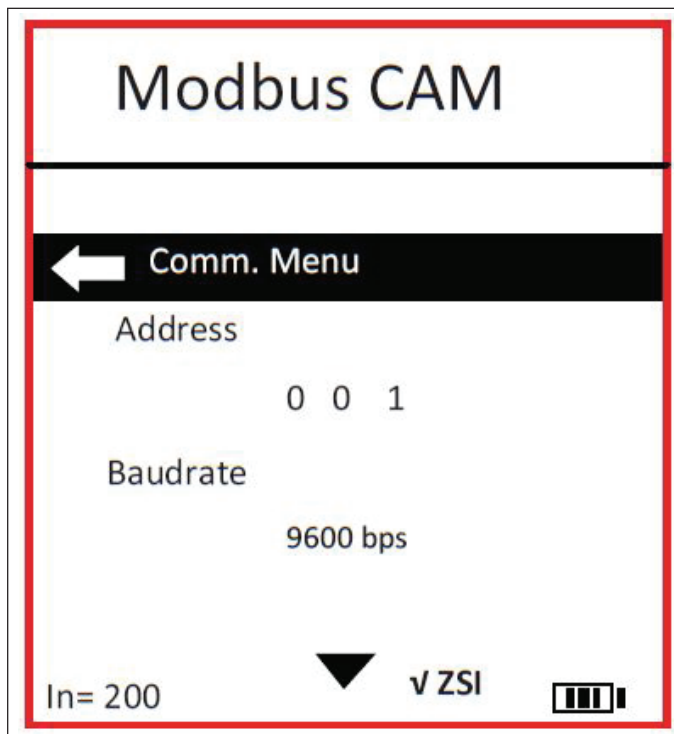 Modbus CAM
Comm. Menu
Address
0 0 1
Baudrate
9600 bps
In= 200 √ ZSI